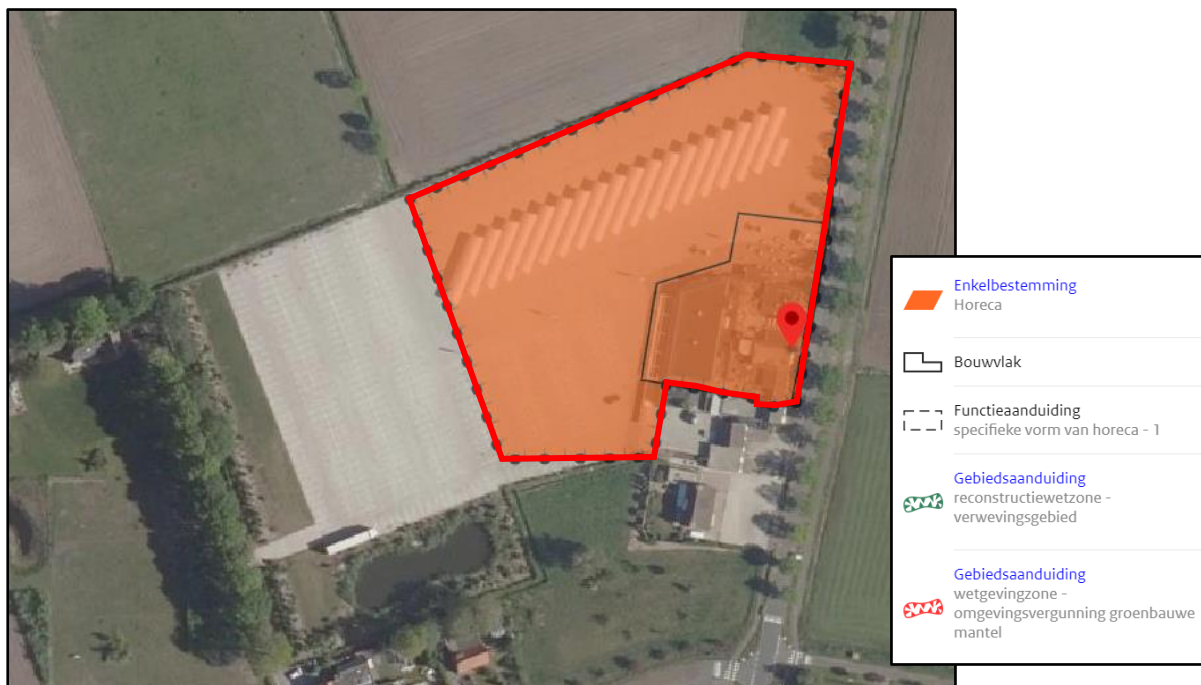 Enkelbestemming
Horeca
Bouwvlak
Functieaanduiding
specifieke vorm van horeca - 1
Gebiedsaanduiding
reconstructiewetzone -
verwevingsgebied
Gebiedsaanduiding
wetgevingzone -
omgevingsvergunning groenbauwe
mantel